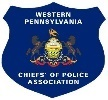 WESTERN
PENNSYLVANIA
CHIEFS' OF POLICE
ASSOCIATION